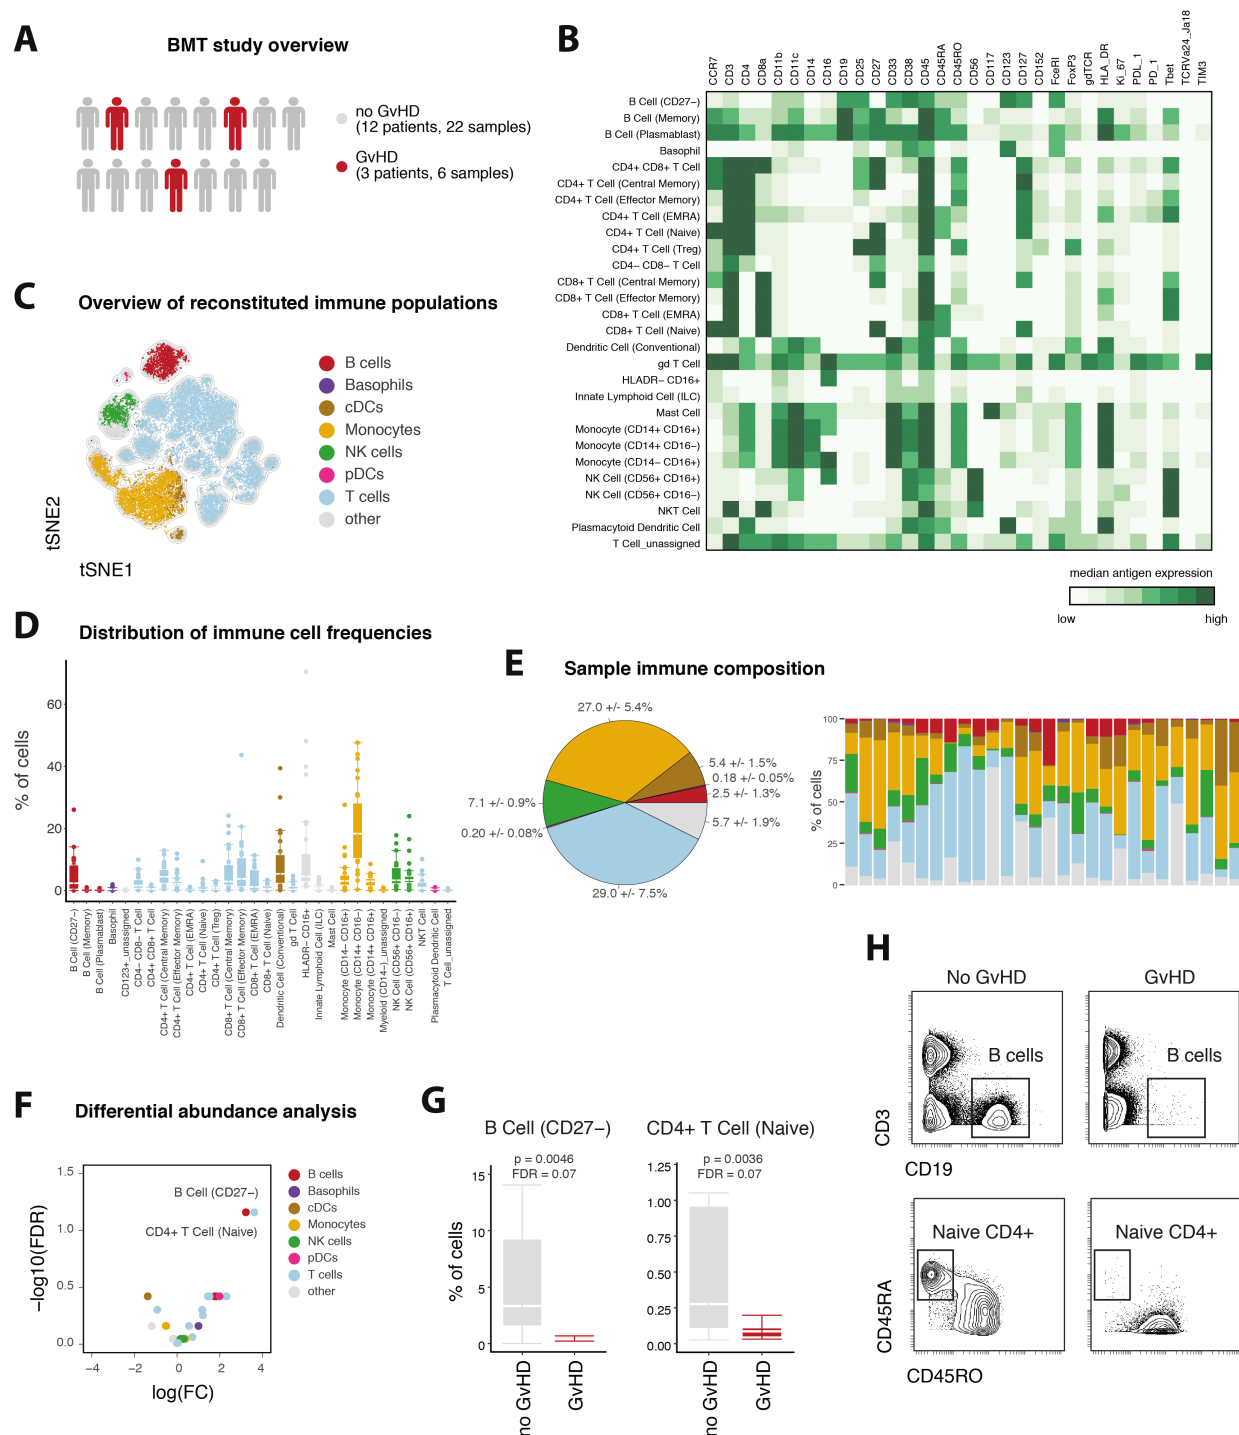 A
BMT study overview
no GvHD
(12 patients, 22 samples)
GvHD
(3 patients, 6 samples)
B
CCR7
CD3
CD4
CD8a
CD11b
CD11c
CD14
CD16
CD19
CD25
CD27
CD33
CD38
CD45
CD45RA
CD45RO
CD56
CD117
CD123
CD127
CD152
FceRI
FoxP3
gdTCR
HLA_DR
Ki_67
PDL_1
PD_1
Tbet
TCRVa24_Ja18
TIM3
B Cell (CD27−)
B Cell (Memory)
B Cell (Plasmablast)
Basophil
CD4+ CD8+ T Cell
CD4+ T Cell (Central Memory)
CD4+ T Cell (Effector Memory)
CD4+ T Cell (EMRA)
CD4+ T Cell (Naive)
CD4+ T Cell (Treg)
CD4− CD8− T Cell
CD8+ T Cell (Central Memory)
CD8+ T Cell (Effector Memory)
CD8+ T Cell (EMRA)
CD8+ T Cell (Naive)
Dendritic Cell (Conventional)
gd T Cell
HLADR− CD16+
Innate Lymphoid Cell (ILC)
Mast Cell
Monocyte (CD14+ CD16+)
Monocyte (CD14+ CD16−)
Monocyte (CD14− CD16+)
NK Cell (CD56+ CD16+)
NK Cell (CD56+ CD16−)
NKT Cell
Plasmacytoid Dendritic Cell
T Cell_unassigned
median antigen expression
low
high
C
Overview of reconstituted immune populations
B cells
Basophils
cDCs
Monocytes
NK cells
pDCs
T cells
other
tSNE2
tSNE1
D
Distribution of immune cell frequencies
% of cells
60
40
20
0
B Cell (CD27−)
B Cell (Memory)
B Cell (Plasmablast)
Basophil
CD123+_unassigned
CD4− CD8− T Cell
CD4+ CD8+ T Cell
CD4+ T Cell (Central Memory)
CD4+ T Cell (Effector Memory)
CD4+ T Cell (EMRA)
CD4+ T Cell (Naive)
CD4+ T Cell (Treg)
CD8+ T Cell (Central Memory)
CD8+ T Cell (Effector Memory)
CD8+ T Cell (EMRA)
CD8+ T Cell (Naive)
Dendritic Cell (Conventional)
gd T Cell
HLADR− CD16+
Innate Lymphoid Cell (ILC)
Mast Cell
Monocyte (CD14− CD16+)
Monocyte (CD14+ CD16−)
Monocyte (CD14+ CD16+)
Myeloid (CD14−)_unassigned
NK Cell (CD56+ CD16−)
NK Cell (CD56+ CD16+)
NKT Cell
Plasmacytoid Dendritic Cell
T Cell_unassigned
E
Sample immune composition
27.0 +/- 5.4%
5.4 +/- 1.5%
0.18 +/- 0.05%
2.5 +/- 1.3%
5.7 +/- 1.9%
29.0 +/- 7.5%
0.20 +/- 0.08%
7.1 +/- 0.9%
% of cells
100
75
50
25
0
F
Differential abundance analysis
−log10(FDR)
1.5
1.0
0.5
0.0
B Cell (CD27−)
CD4+ T Cell (Naive)
−4
−2
0
2
4
log(FC)
B cells
Basophils
cDCs
Monocytes
NK cells
pDCs
T cells
other
G
B Cell (CD27−)
p = 0.0046
FDR = 0.07
% of cells
15
10
5
0
no GvHD
GvHD
CD4+ T Cell (Naive)
p = 0.0036
FDR = 0.07
1.25
1.00
0.75
0.50
0.25
0.00
no GvHD
GvHD
H
No GvHD
GvHD
B cells
B cells
CD3
CD19
Naive CD4+
Naive CD4+
CD45RA
CD45RO